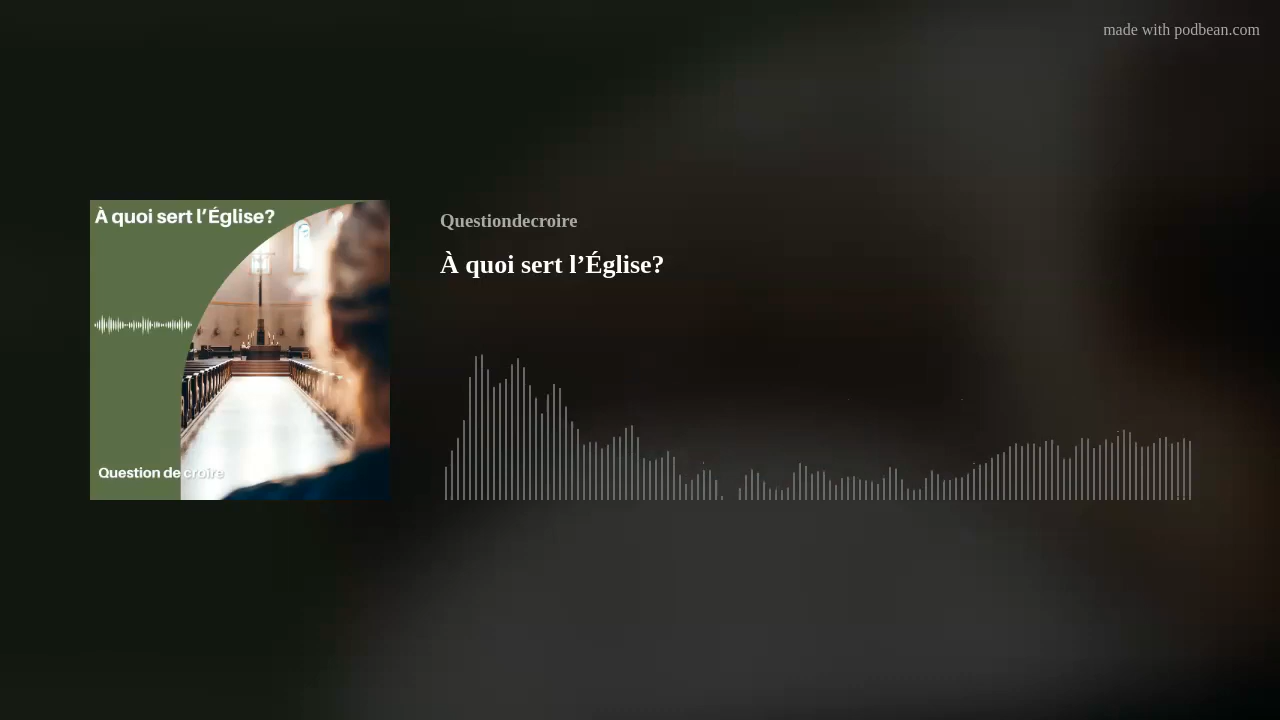 made with podbean.com
À quoi sert l’Église?
Question de croire
Questiondecroire
À quoi sert l’Église?